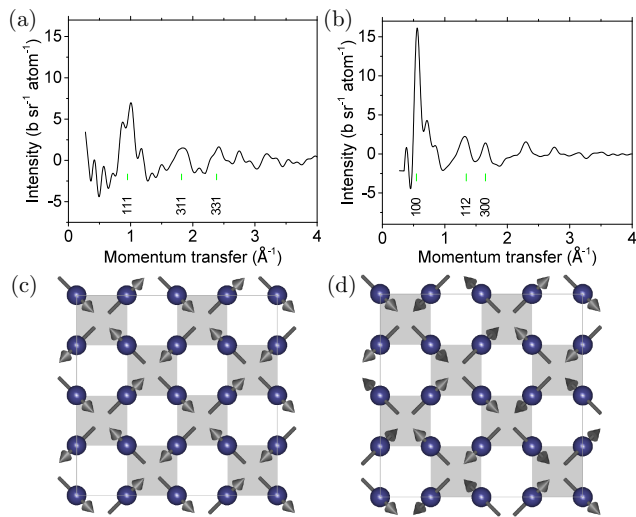 (a)
Intensity (b sr⁻¹ atom⁻¹)
15
10
5
0
-5
111
311
331
0 1 2 3 4
Momentum transfer (Å⁻¹)
(b)
Intensity (b sr⁻¹ atom⁻¹)
15
10
5
0
-5
100
112
300
0 1 2 3 4
Momentum transfer (Å⁻¹)
(c)
(d)